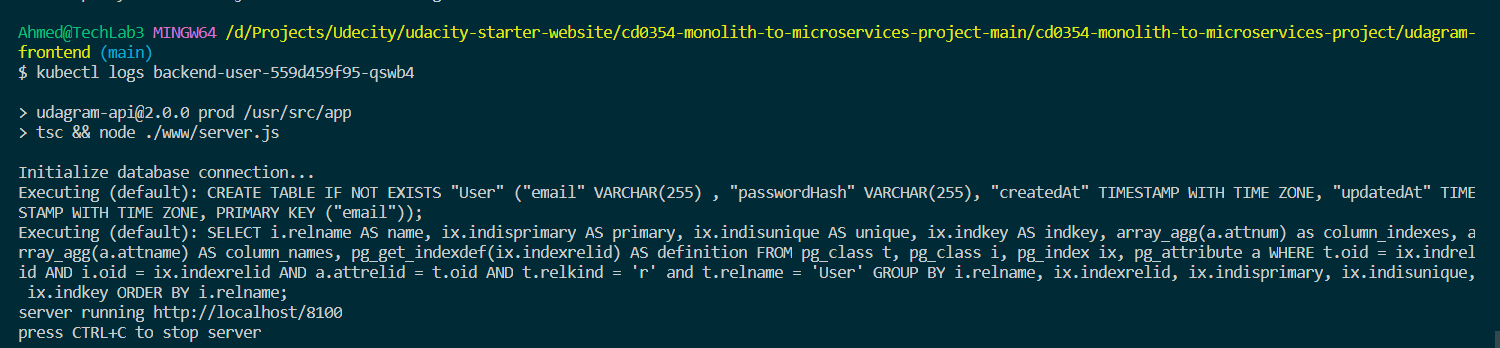 Ahmed@TechLab3 MINGW64 /d/Projects/Udecity/udacity-starter-website/cd0354-monolith-to-microservices-project-main/cd0354-monolith-to-microservices-project/udagram-
frontend (main)
$ kubectl logs backend-user-559d459f95-qswb4
> udagram-api@2.0.0 prod /usr/src/app
> tsc && node ./www/server.js
Initialize database connection...
Executing (default): CREATE TABLE IF NOT EXISTS "User" ("email" VARCHAR(255) , "passwordHash" VARCHAR(255), "createdAt" TIMESTAMP WITH TIME ZONE, "updatedAt" TIME
STAMP WITH TIME ZONE, PRIMARY KEY ("email"));
Executing (default): SELECT i.relname AS name, ix.indisprimary AS primary, ix.indisunique AS unique, ix.indkey AS indkey, array_agg(a.attnum) as column_indexes, a
rray_agg(a.attname) AS column_names, pg_get_indexdef(ix.indexrelid) AS definition FROM pg_class t, pg_class i, pg_index ix, pg_attribute a WHERE t.oid = ix.indrel
id AND i.oid = ix.indexrelid AND a.attrelid = t.oid AND t.relkind = 'r' and t.relname = 'User' GROUP BY i.relname, ix.indexrelid, ix.indisprimary, ix.indisunique,
 ix.indkey ORDER BY i.relname;
server running http://localhost/8100
press CTRL+C to stop server